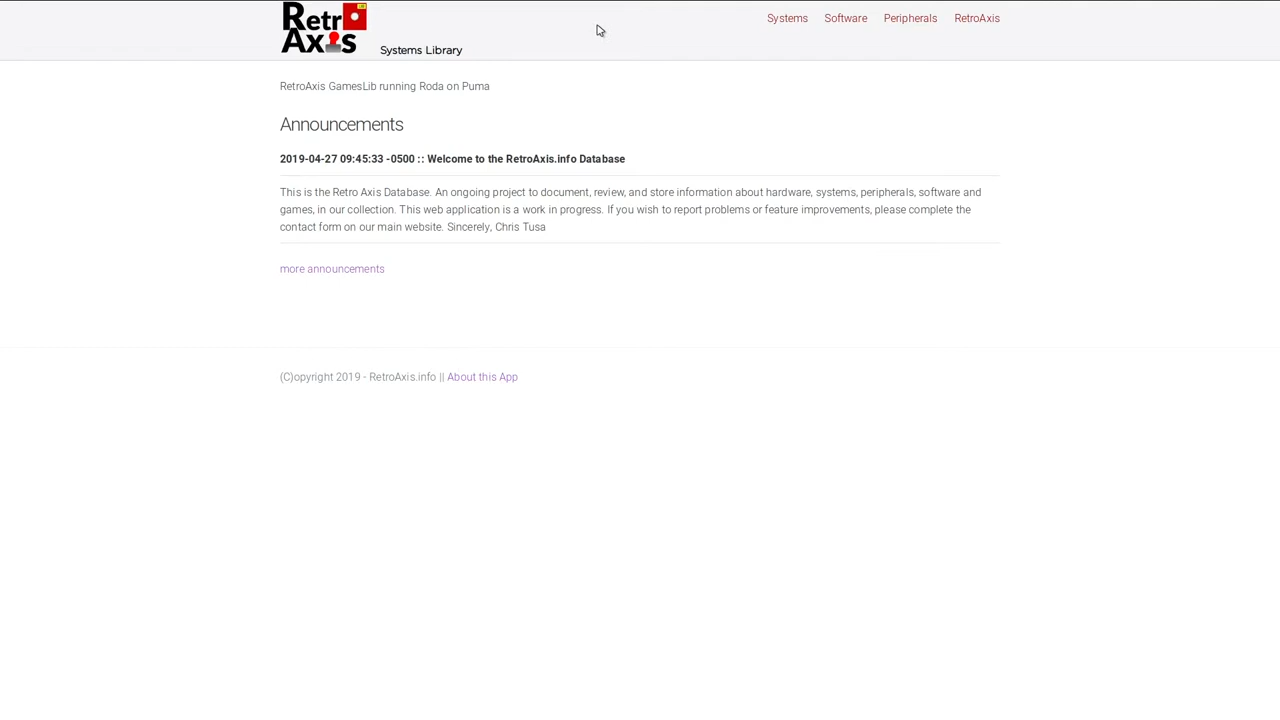 Retr
Axis
Systems Library
Systems Software Peripherals RetroAxis
RetroAxis GamesLib running Roda on Puma
Announcements
2019-04-27 09:45:33 -0500 :: Welcome to the RetroAxis.info Database
This is the Retro Axis Database. An ongoing project to document, review, and store information about hardware, systems, peripherals, software and
games, in our collection. This web application is a work in progress. If you wish to report problems or feature improvements, please complete the
contact form on our main website. Sincerely, Chris Tusa
more announcements
(C)opyright 2019 - RetroAxis.info || About this App